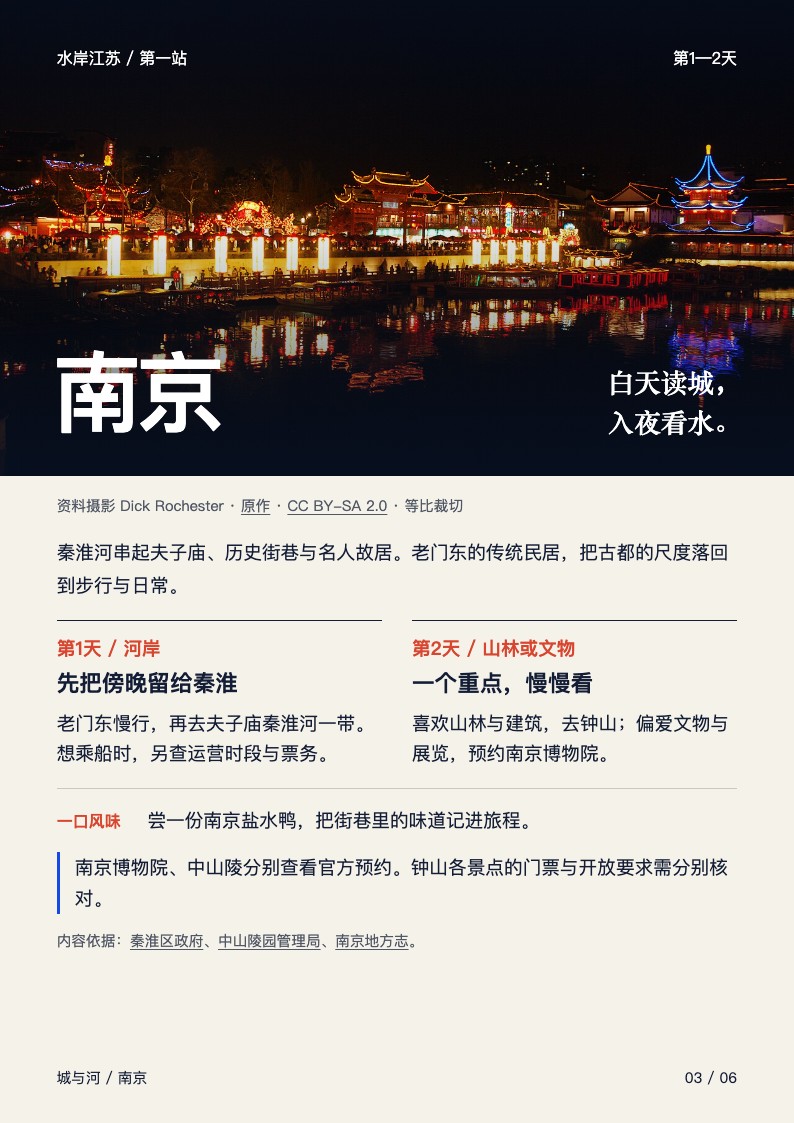 水岸江苏 / 第一站
第1—2天
南京
白天读城，
入夜看水。
资料摄影 Dick Rochester · 原作 · CC BY-SA 2.0 · 等比裁切
秦淮河串起夫子庙、历史街巷与名人故居。老门东的传统民居，把古都的尺度落回
到步行与日常。
第1天 / 河岸
先把傍晚留给秦淮
老门东慢行，再去夫子庙秦淮河一带。
想乘船时，另查运营时段与票务。
第2天 / 山林或文物
一个重点，慢慢看
喜欢山林与建筑，去钟山；偏爱文物与
展览，预约南京博物院。
一口风味 尝一份南京盐水鸭，把街巷里的味道记进旅程。
南京博物院、中山陵分别查看官方预约。钟山各景点的门票与开放要求需分别核
对。
内容依据：秦淮区政府、中山陵园管理局、南京地方志。
城与河 / 南京
03 / 06